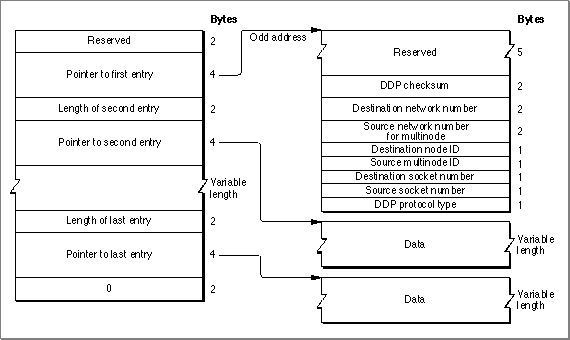 Bytes
Reserved 2
Pointer to first entry 4
Length of second entry 2
Pointer to second entry 4
Variable
length
Length of last entry 2
Pointer to last entry 4
0 2
Odd address
Bytes
Reserved 5
DDP checksum 2
Destination network number 2
Source network number
for multinode 2
Destination node ID 1
Source multinode ID 1
Destination socket number 1
Source socket number 1
DDP protocol type 1
Data
Variable
length
Data
Variable
length